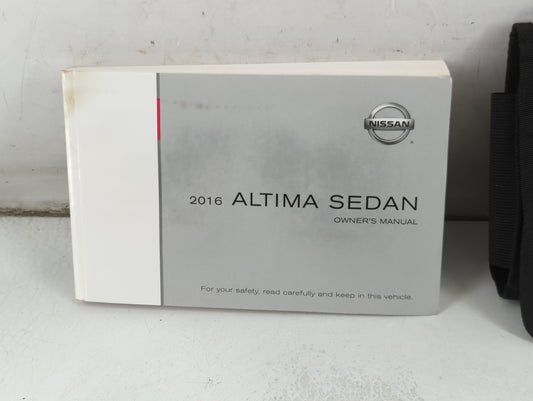 NISSAN
2016 ALTIMA SEDAN
OWNER'S MANUAL
For your safety, read carefully and keep in this vehicle.